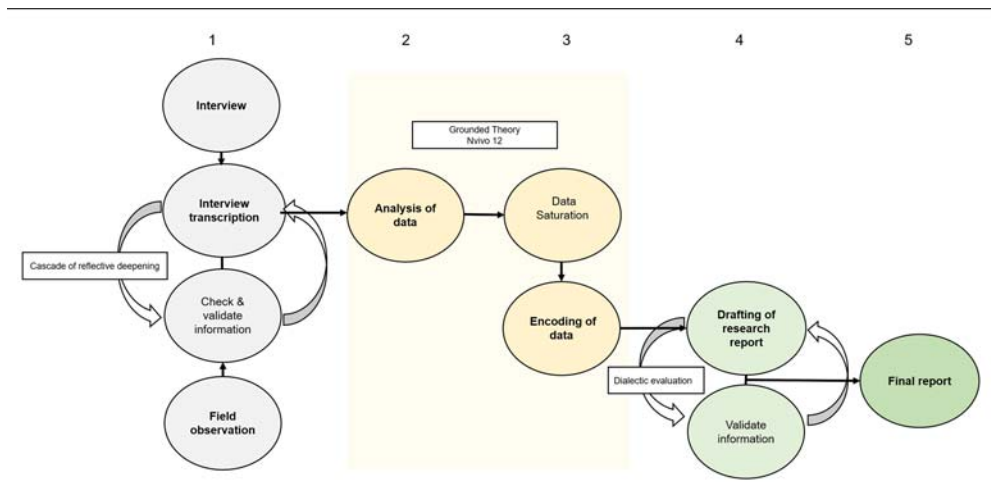 1
2
3
4
5
Interview
Grounded Theory
Nvivo 12
Interview
transcription
Analysis of
data
Data
Saturation
Cascade of reflective deepening
Check &
validate
information
Encoding of
data
Drafting of
research
report
Dialectic evaluation
Final report
Field
observation
Validate
information